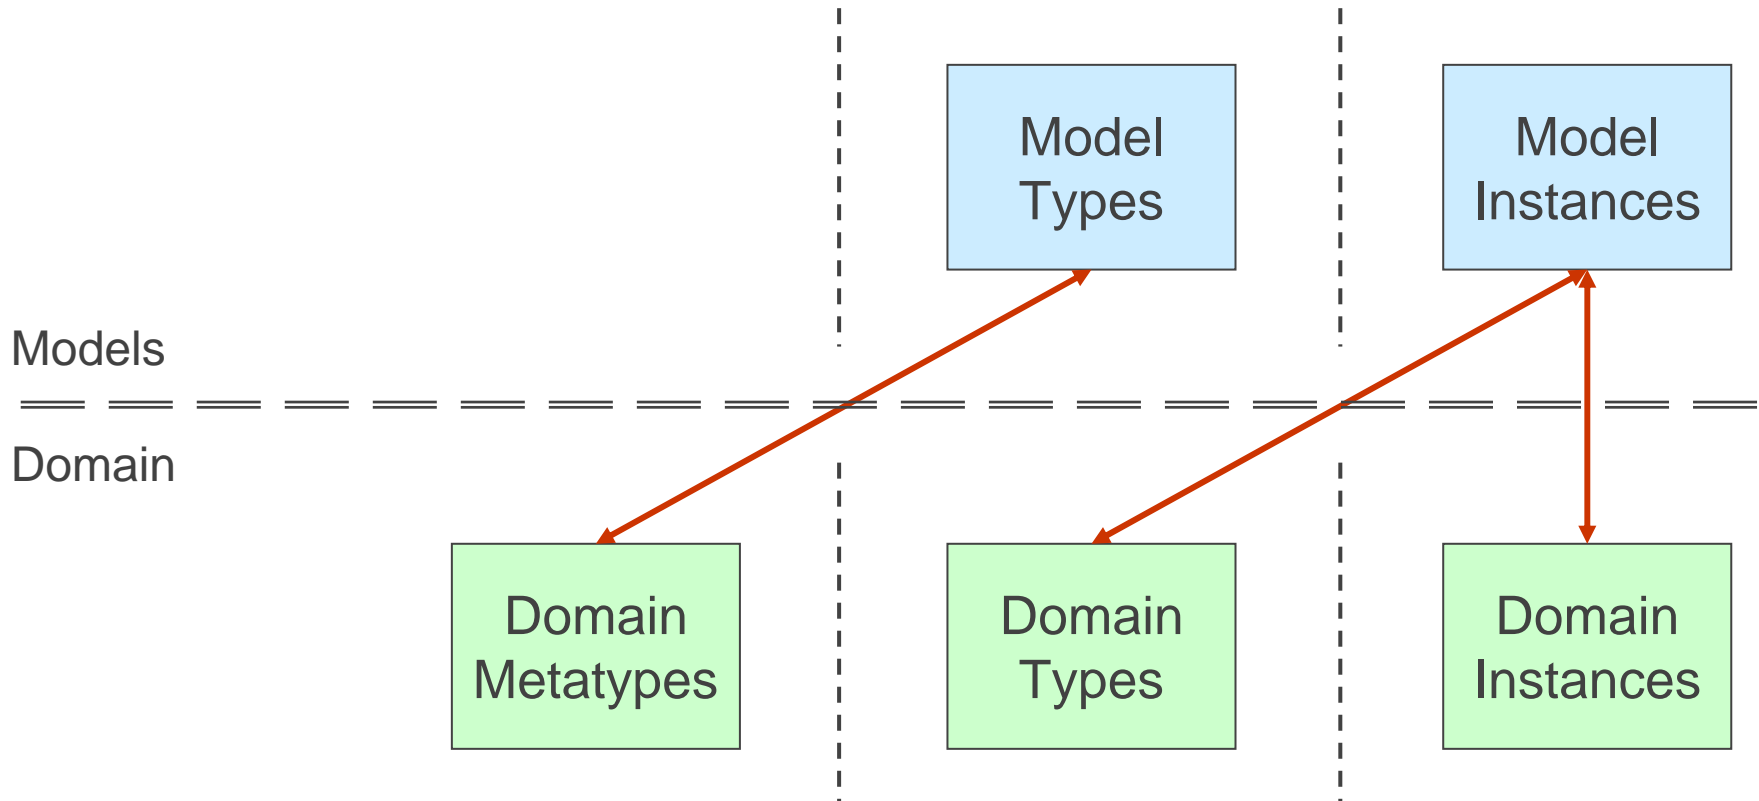 Model
Types
Model
Instances
Models
Domain
Domain
Metatypes
Domain
Types
Domain
Instances